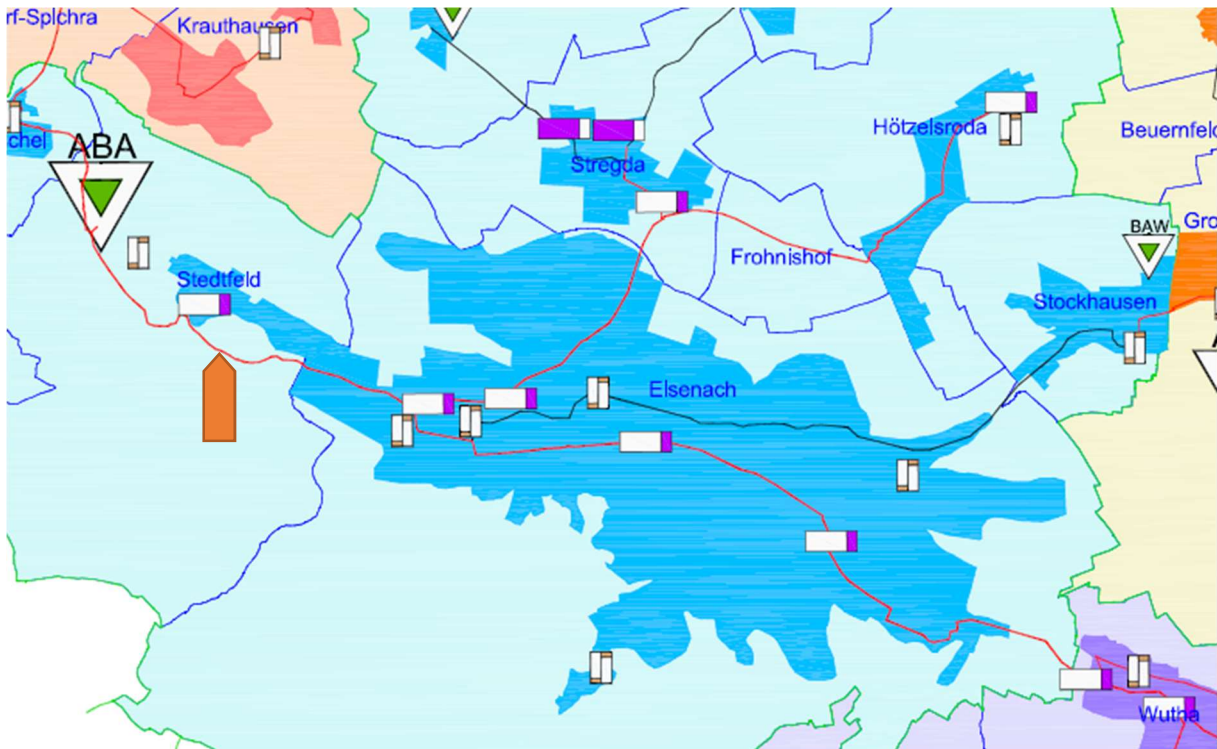 rf-Spichra
Krauthausen
chel
ABA
Stregda
Hötzelsroda
Beuernfeld
Stedtfeld
Frohnishof
BAW
Gro
Stockhausen
A
Eisenach
Wutha